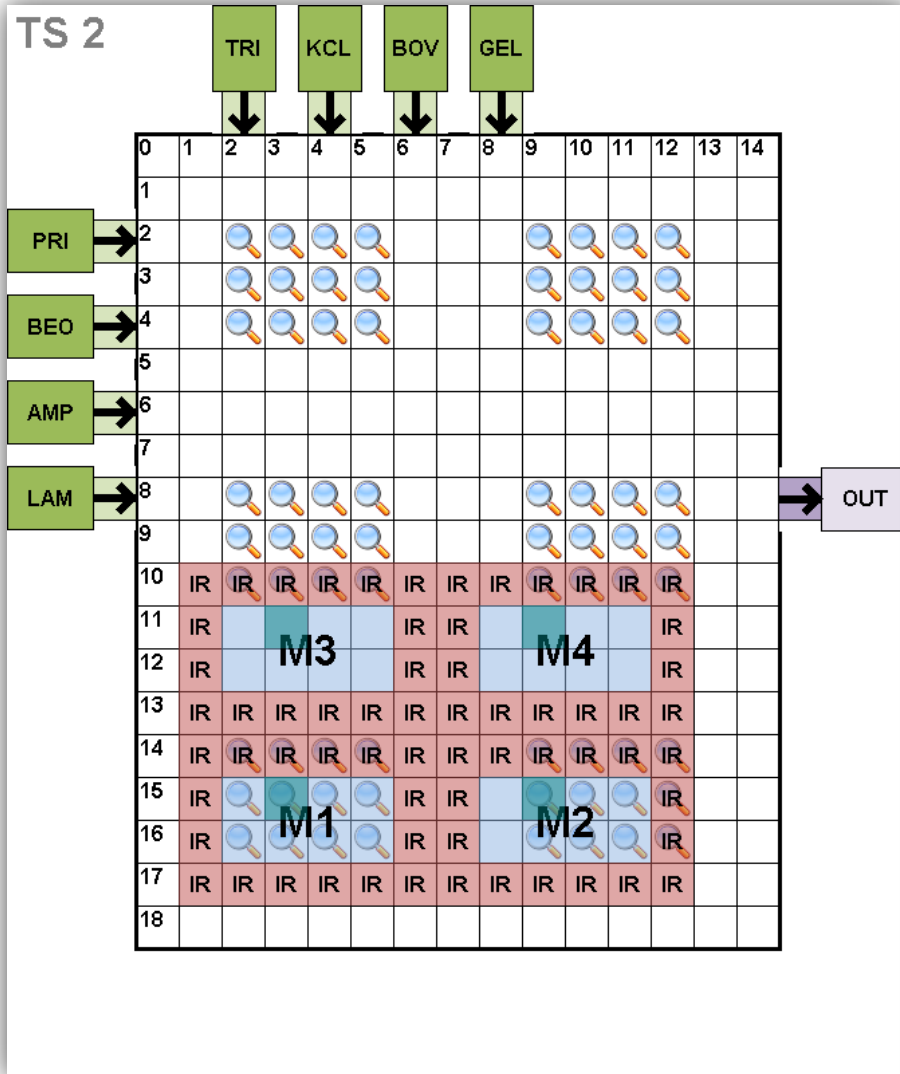 TS 2
TRI KCL BOV GEL
0 1 2 3 4 5 6 7 8 9 10 11 12 13 14
1
PRI 2
3
BEO 4
5
AMP 6
7
LAM 8 OUT
9
10 IR IR IR IR IR IR IR IR IR IR IR IR
11 IR IR IR IR
M3 M4
12 IR IR IR IR
13 IR IR IR IR IR IR IR IR IR IR IR IR
14 IR IR IR IR IR IR IR IR IR IR IR IR
15 IR IR IR IR
M1 M2
16 IR IR IR IR
17 IR IR IR IR IR IR IR IR IR IR IR IR
18